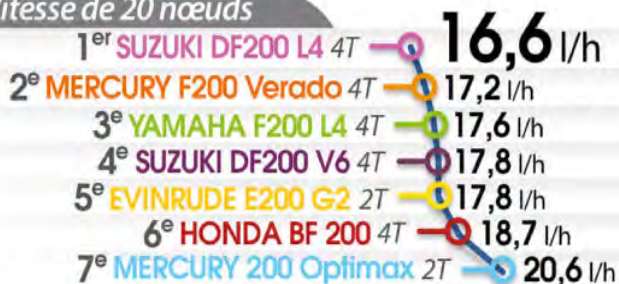 vitesse de 20 nœuds
1er SUZUKI DF200 L4 4T 16,6 l/h
2e MERCURY F200 Verado 4T 17,2 l/h
3e YAMAHA F200 L4 4T 17,6 l/h
4e SUZUKI DF200 V6 4T 17,8 l/h
5e EVINRUDE E200 G2 2T 17,8 l/h
6e HONDA BF 200 4T 18,7 l/h
7e MERCURY 200 Optimax 2T 20,6 l/h